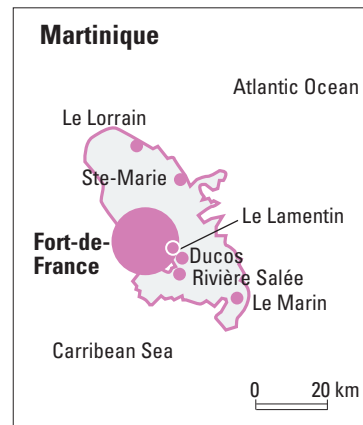 Martinique
Atlantic Ocean
Le Lorrain
Ste-Marie
Le Lamentin
Fort-de-
France
Ducos
Rivière Salée
Le Marin
Carribean Sea
0 20 km